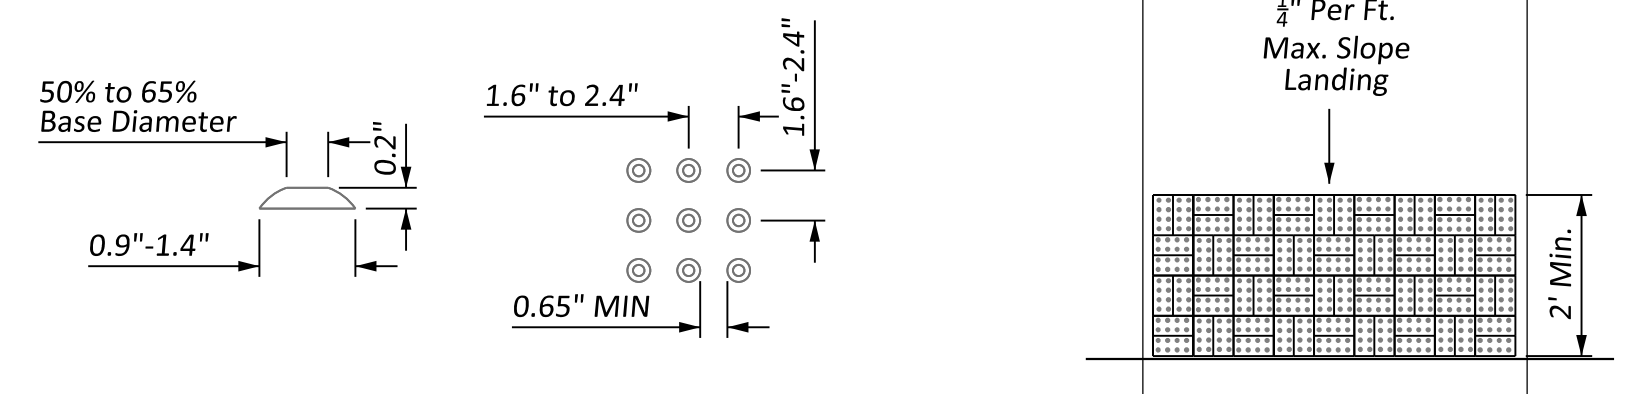 50% to 65%
Base Diameter
0.2"
0.9"-1.4"
1.6" to 2.4"
1.6"-2.4"
0.65" MIN
1/4" Per Ft.
Max. Slope
Landing
2' Min.